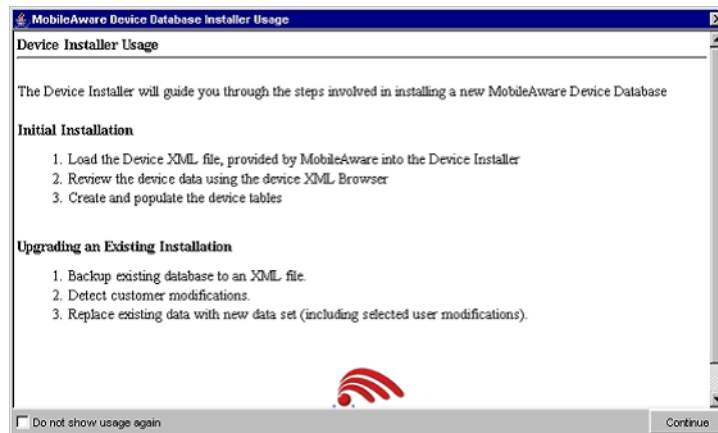 MobileAware Device Database Installer Usage
Device Installer Usage
The Device Installer will guide you through the steps involved in installing a new MobileAware Device Database
Initial Installation
1. Load the Device XML file, provided by MobileAware into the Device Installer
2. Review the device data using the device XML Browser
3. Create and populate the device tables
Upgrading an Existing Installation
1. Backup existing database to an XML file.
2. Detect customer modifications.
3. Replace existing data with new data set (including selected user modifications).
Do not show usage again
Continue